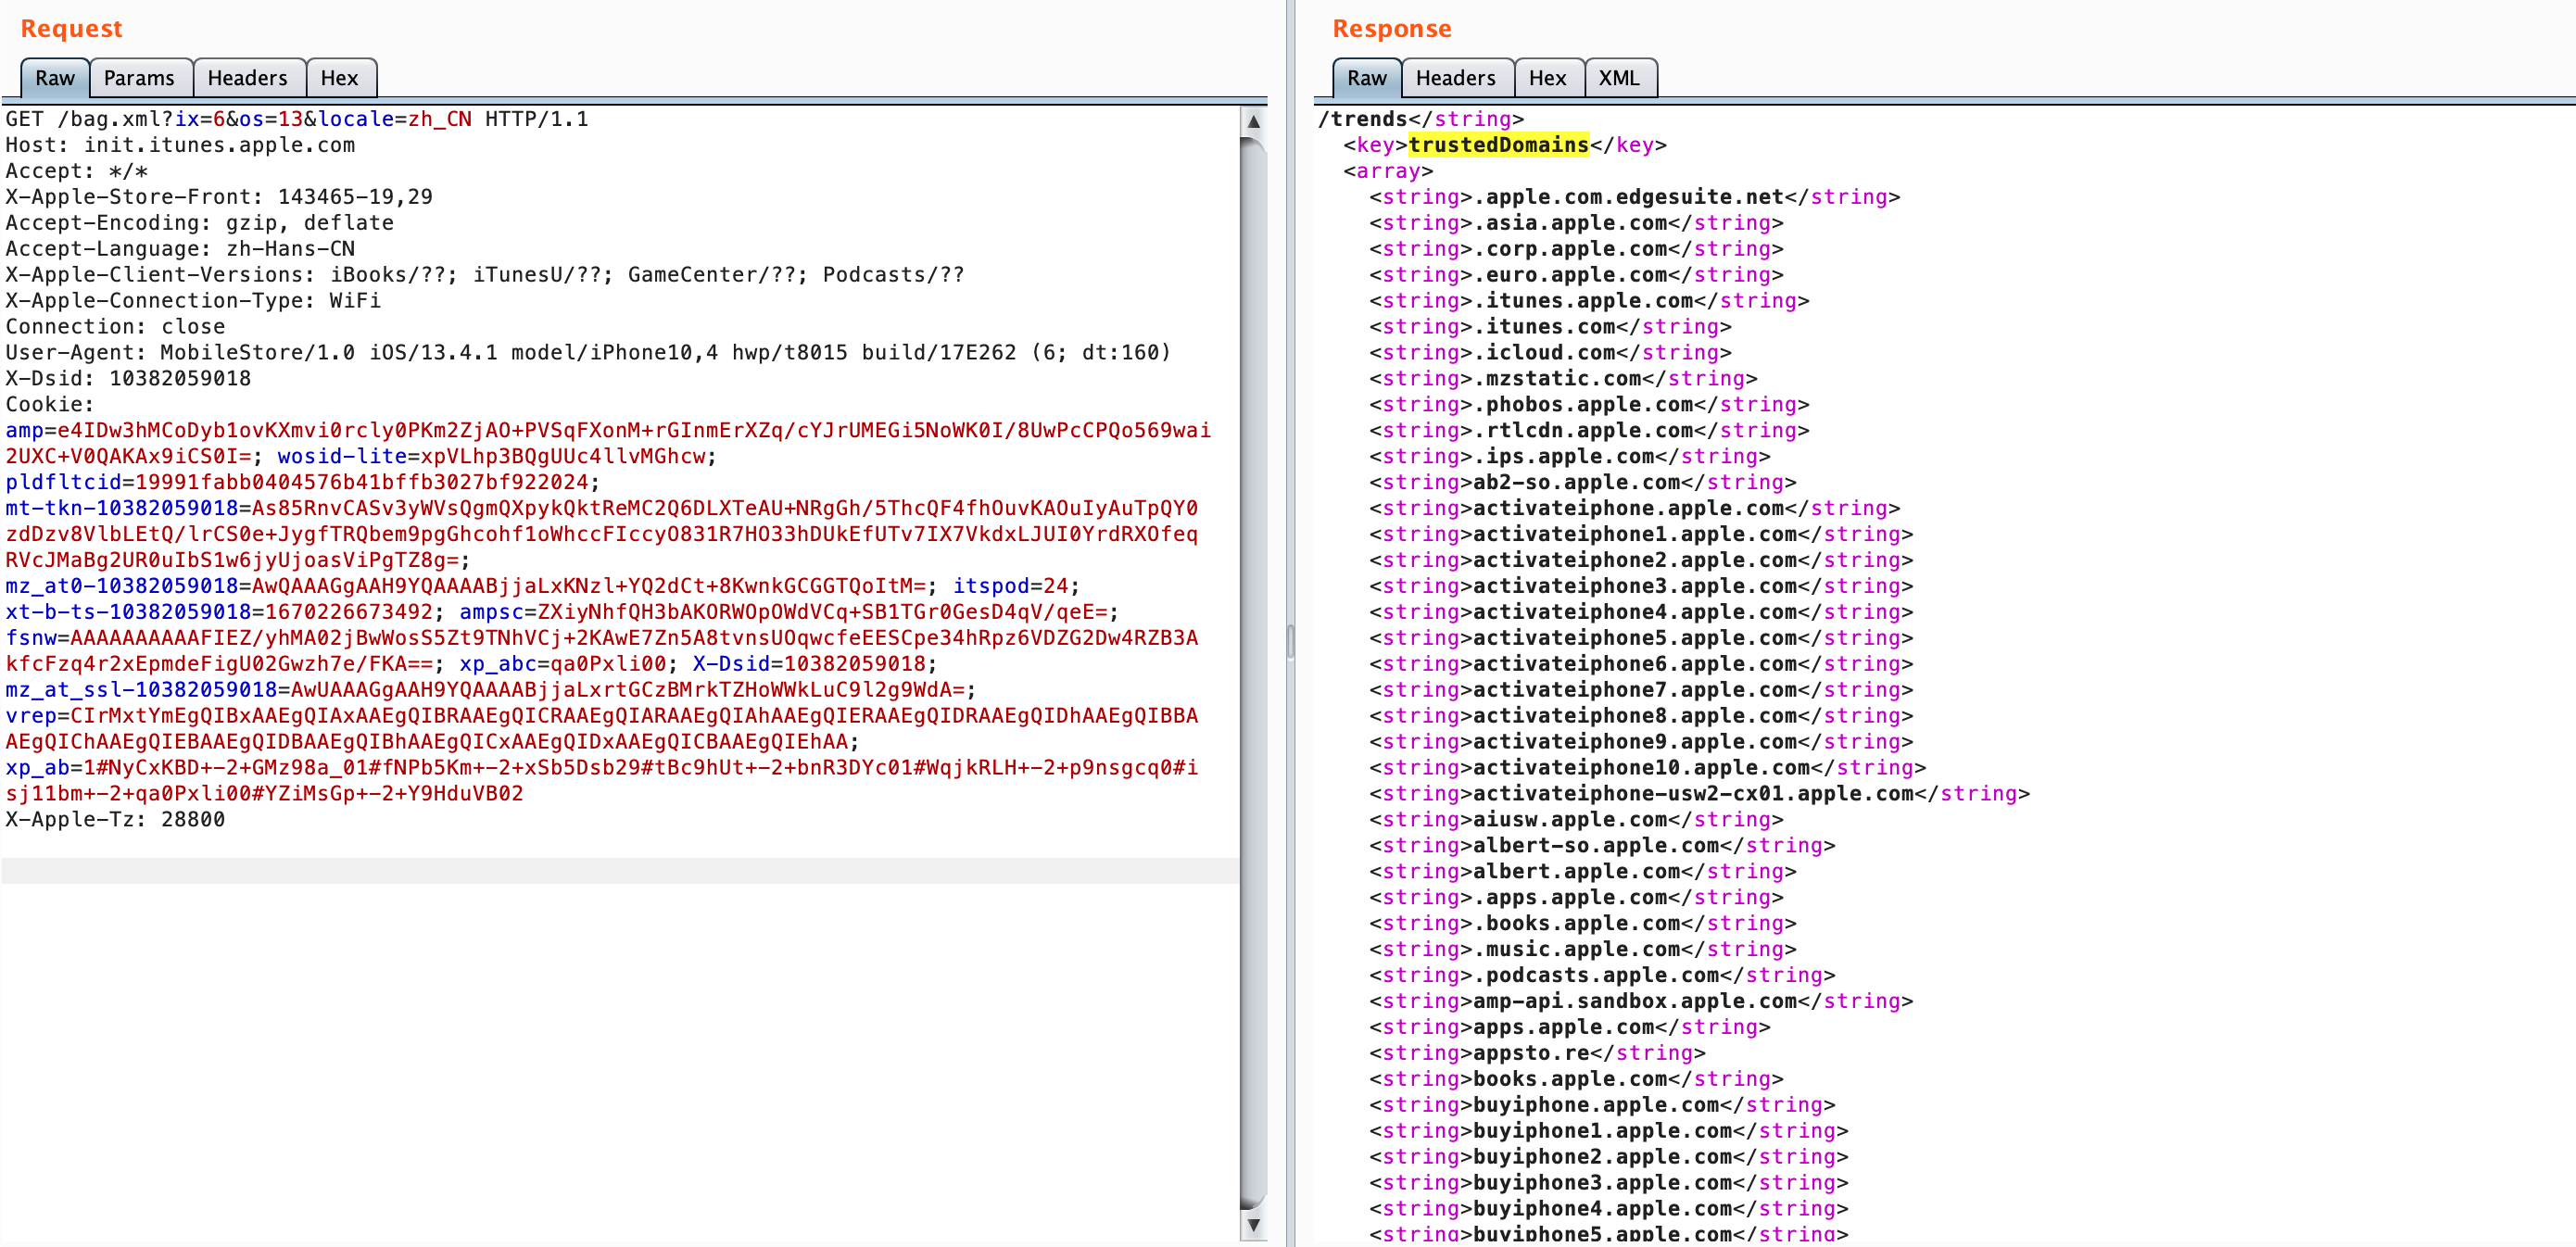 Request
Raw Params Headers Hex
GET /bag.xml?ix=6&os=13&locale=zh_CN HTTP/1.1
Host: init.itunes.apple.com
Accept: */*
X-Apple-Store-Front: 143465-19,29
Accept-Encoding: gzip, deflate
Accept-Language: zh-Hans-CN
X-Apple-Client-Versions: iBooks/??; iTunesU/??; GameCenter/??; Podcasts/??
X-Apple-Connection-Type: WiFi
Connection: close
User-Agent: MobileStore/1.0 iOS/13.4.1 model/iPhone10,4 hwp/t8015 build/17E262 (6; dt:160)
X-Dsid: 10382059018
Cookie:
amp=e4IDw3hMCoDyb1ovKXmvi0rcly0PKm2ZjAO+PVSqFXonM+rGInmErXZq/cYJrUMEGi5NoWK0I/8UwPcCPQo569wai
2UXC+V0QAKAx9iCS0I=; wosid-lite=xpVLhp3BQgUUc4llvMGhcw;
pldfltcid=19991fabb0404576b41bffb3027bf922024;
mt-tkn-10382059018=As85RnvCASv3yWVsQgmQXpykQktReMC2Q6DLXTeAU+NRgGh/5ThcQF4fhOuvKAOuIyAuTpQY0
zdDzv8VlbLEtQ/lrCS0e+JygfTRQbem9pgGhcohf1oWhccFIccyO831R7HO33hDUkEfUTv7IX7VkdxLJUI0YrdRXOfeq
RVcJMaBg2UR0uIbS1w6jyUjoasViPgTZ8g=;
mz_at0-10382059018=AwQAAAGgAAH9YQAAAABjjaLxKNzl+YQ2dCt+8KwnkGCGGTQoItM=; itspod=24;
xt-b-ts-10382059018=1670226673492; ampsc=ZXiyNhfQH3bAKORWOpOWdVCq+SB1TGr0GesD4qV/qeE=;
fsnw=AAAAAAAAAAFIEZ/yhMA02jBwWosS5Zt9TNhVCj+2KAwE7Zn5A8tvnsUOqwcfeEESCpe34hRpz6VDZG2Dw4RZB3A
kfcFzq4r2xEpmdeFigU02Gwzh7e/FKA==; xp_abc=qa0Pxli00; X-Dsid=10382059018;
mz_at_ssl-10382059018=AwUAAAGgAAH9YQAAAABjjaLxrtGCzBMrkTZHoWWkLuC9l2g9WdA=;
vrep=CIrMxtYmEgQIBxAAEgQIAxAAEgQIBRAAEgQICRAAEgQIARAAEgQIAhAAEgQIERAAEgQIDRAAEgQIDhAAEgQIBBA
AEgQIChAAEgQIEBAAEgQIDBAAEgQIBhAAEgQICxAAEgQIDxAAEgQICBAAEgQIEhAA;
xp_ab=1#NyCxKBD+-2+GMz98a_01#fNPb5Km+-2+xSb5Dsb29#tBc9hUt+-2+bnR3DYc01#WqjkRLH+-2+p9nsgcq0#i
sj11bm+-2+qa0Pxli00#YZiMsGp+-2+Y9HduVB02
X-Apple-Tz: 28800
Response
Raw Headers Hex XML
/trends</string>
<key>trustedDomains</key>
<array>
<string>.apple.com.edgesuite.net</string>
<string>.asia.apple.com</string>
<string>.corp.apple.com</string>
<string>.euro.apple.com</string>
<string>.itunes.apple.com</string>
<string>.itunes.com</string>
<string>.icloud.com</string>
<string>.mzstatic.com</string>
<string>.phobos.apple.com</string>
<string>.rtlcdn.apple.com</string>
<string>.ips.apple.com</string>
<string>ab2-so.apple.com</string>
<string>activateiphone.apple.com</string>
<string>activateiphone1.apple.com</string>
<string>activateiphone2.apple.com</string>
<string>activateiphone3.apple.com</string>
<string>activateiphone4.apple.com</string>
<string>activateiphone5.apple.com</string>
<string>activateiphone6.apple.com</string>
<string>activateiphone7.apple.com</string>
<string>activateiphone8.apple.com</string>
<string>activateiphone9.apple.com</string>
<string>activateiphone10.apple.com</string>
<string>activateiphone-usw2-cx01.apple.com</string>
<string>aiusw.apple.com</string>
<string>albert-so.apple.com</string>
<string>albert.apple.com</string>
<string>.apps.apple.com</string>
<string>.books.apple.com</string>
<string>.music.apple.com</string>
<string>.podcasts.apple.com</string>
<string>amp-api.sandbox.apple.com</string>
<string>apps.apple.com</string>
<string>appsto.re</string>
<string>books.apple.com</string>
<string>buyiphone.apple.com</string>
<string>buyiphone1.apple.com</string>
<string>buyiphone2.apple.com</string>
<string>buyiphone3.apple.com</string>
<string>buyiphone4.apple.com</string>
<string>buyiphone5.apple.com</string>